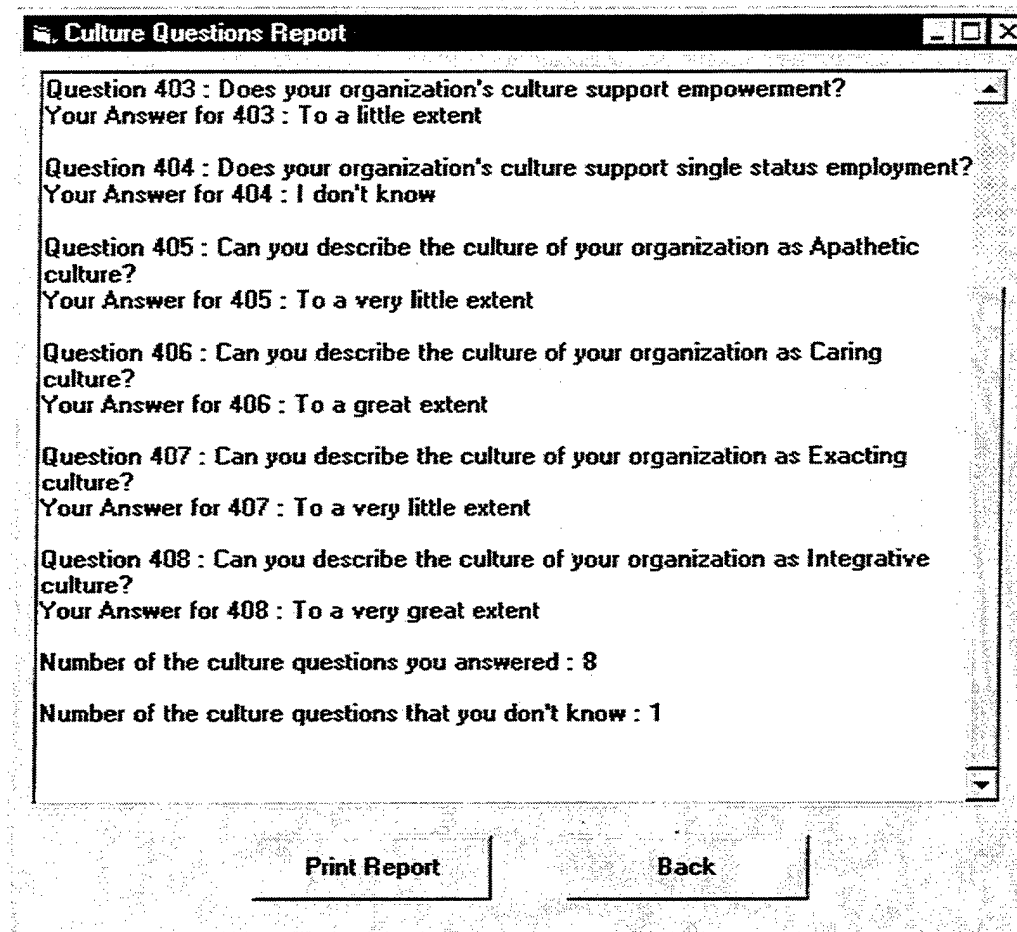 Culture Questions Report
Question 403 : Does your organization's culture support empowerment?
Your Answer for 403 : To a little extent
Question 404 : Does your organization's culture support single status employment?
Your Answer for 404 : I don't know
Question 405 : Can you describe the culture of your organization as Apathetic
culture?
Your Answer for 405 : To a very little extent
Question 406 : Can you describe the culture of your organization as Caring
culture?
Your Answer for 406 : To a great extent
Question 407 : Can you describe the culture of your organization as Exacting
culture?
Your Answer for 407 : To a very little extent
Question 408 : Can you describe the culture of your organization as Integrative
culture?
Your Answer for 408 : To a very great extent
Number of the culture questions you answered : 8
Number of the culture questions that you don't know : 1
Print Report
Back